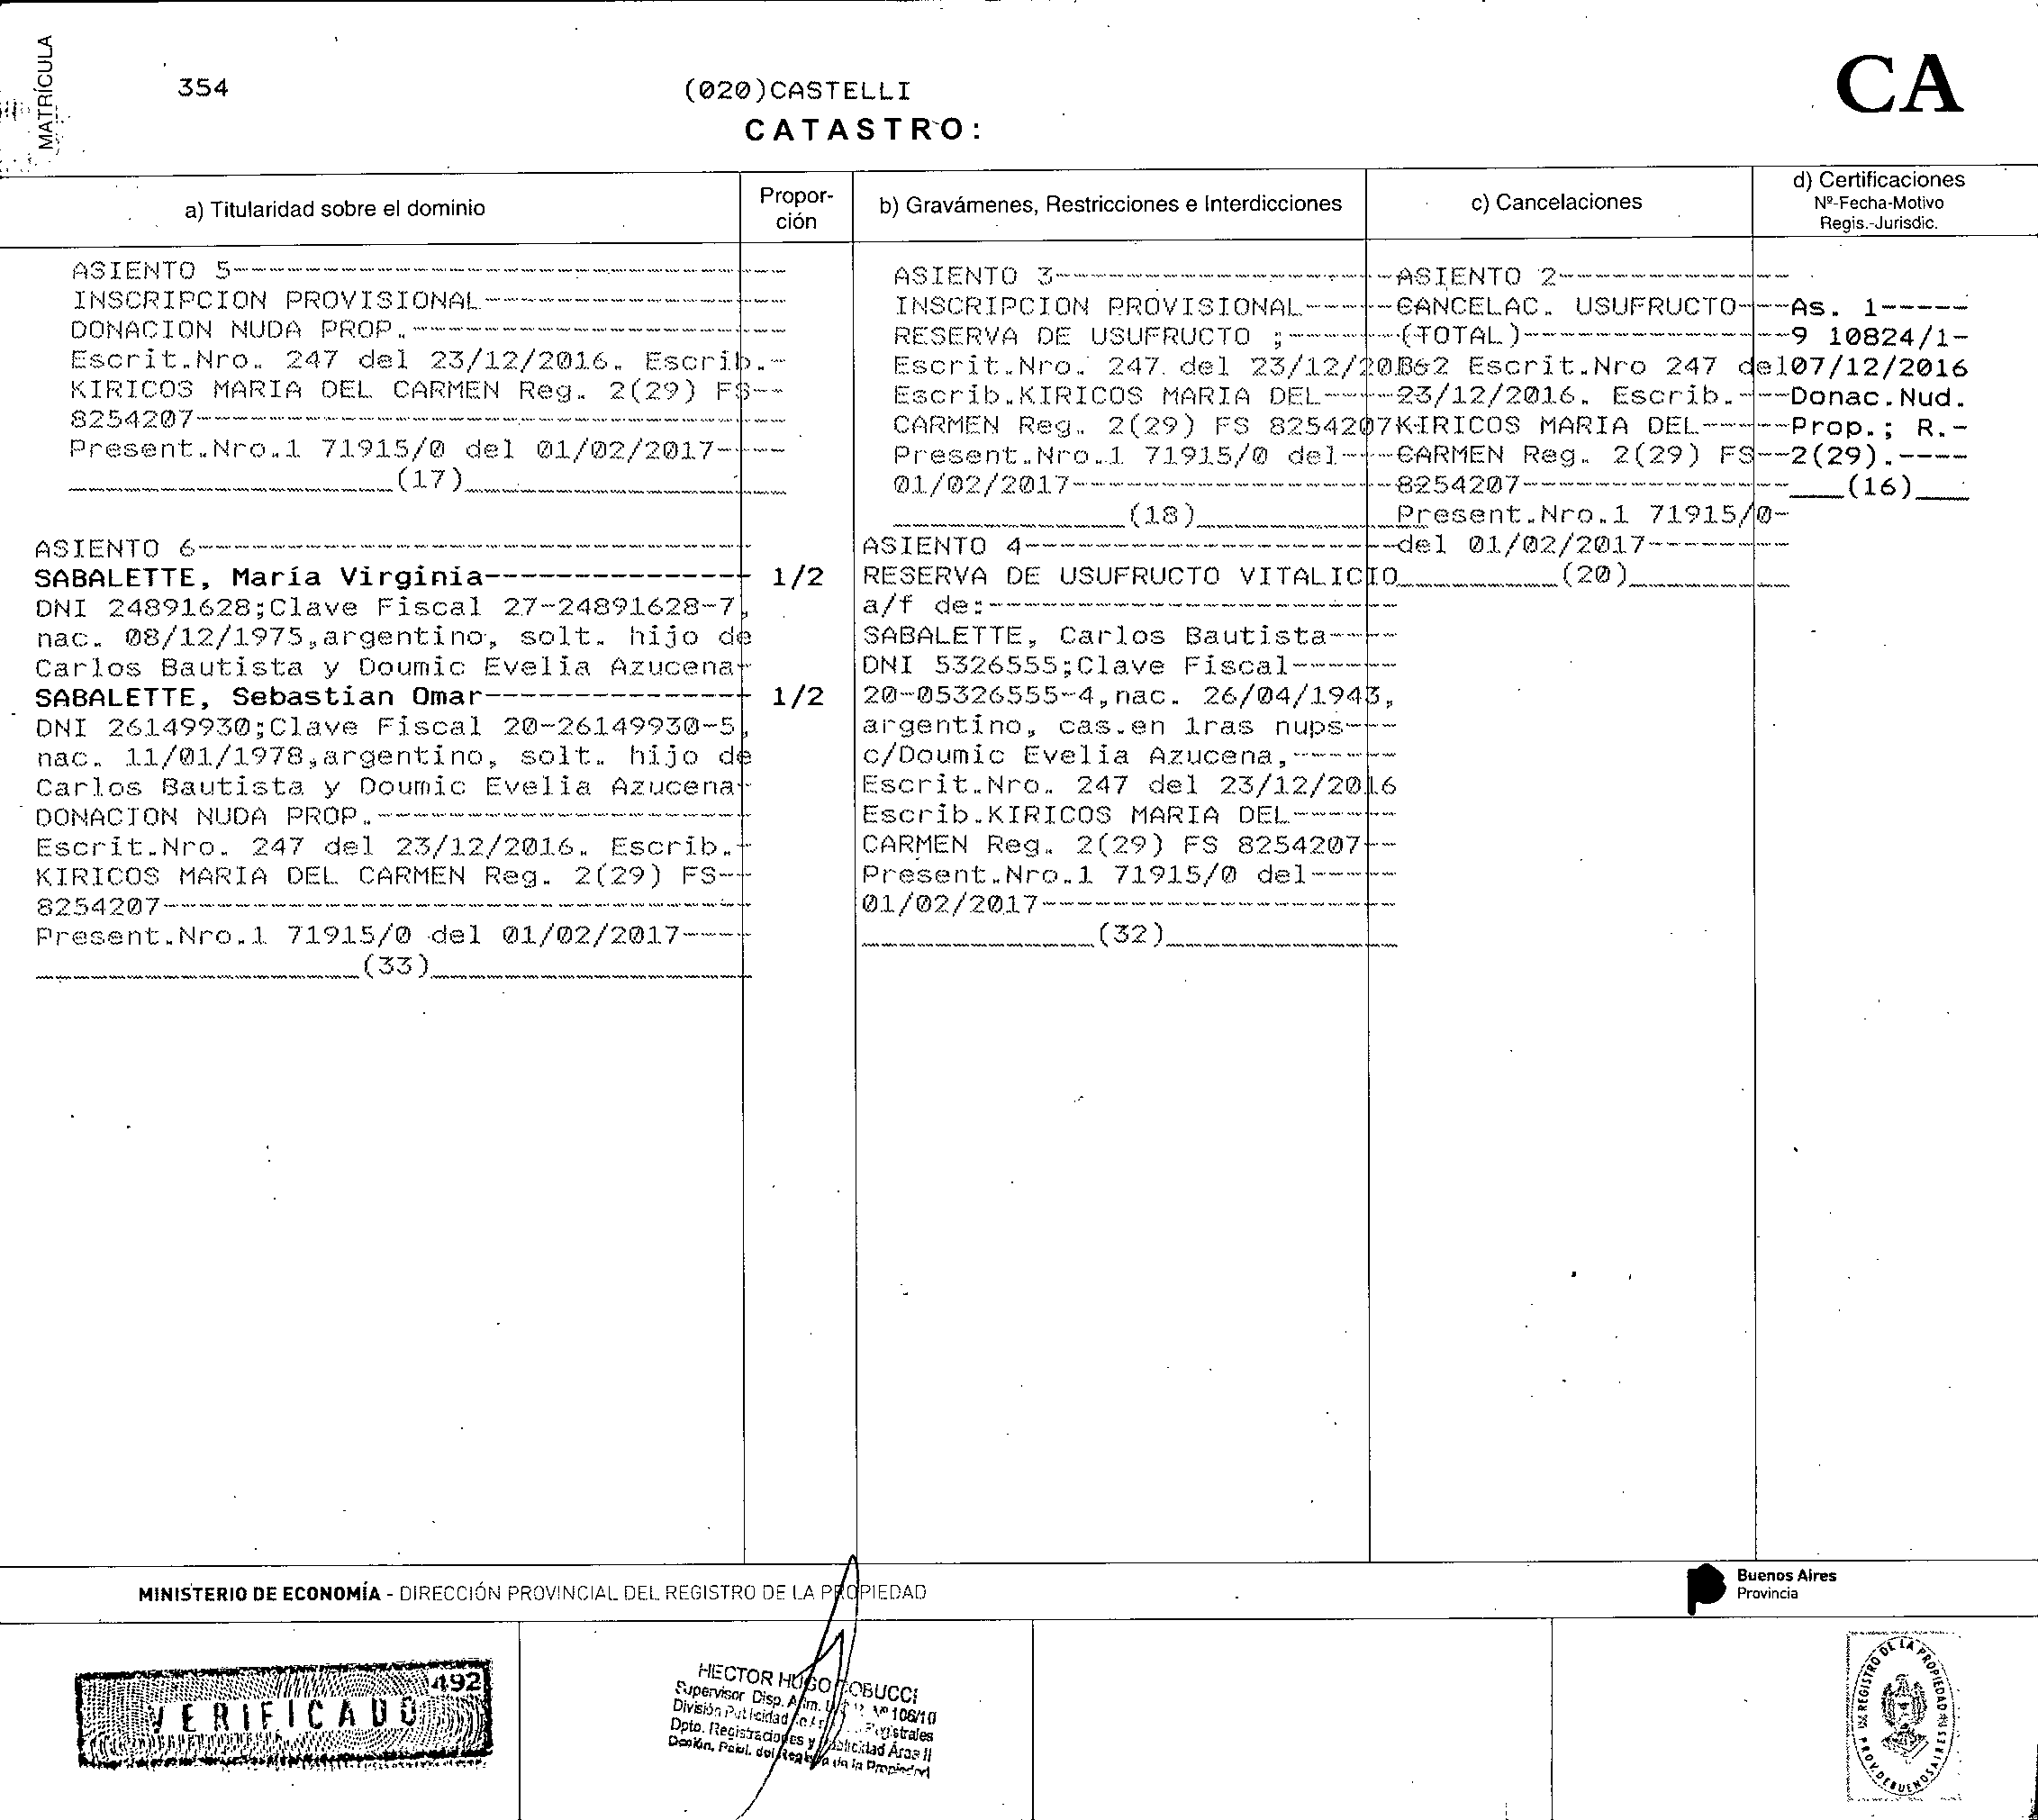 MATRÍCULA
354
(020)CASTELLI
CATASTRO:
CA
a) Titularidad sobre el dominio
Propor-
ción
b) Gravámenes, Restricciones e Interdicciones
c) Cancelaciones
d) Certificaciones
Nº-Fecha-Motivo
Regis.-Jurisdic.
ASIENTO 5-------------------------------
INSCRIPCION PROVISIONAL-----------------
DONACION NUDA PROP.---------------------
Escrit.Nro. 247 del 23/12/2016. Escrib.-
KIRICOS MARIA DEL CARMEN Reg. 2(29) FS--
8254207---------------------------------
Present.Nro.1 71915/0 del 01/02/2017----
(17)
ASIENTO 6-------------------------------
SABALETTE, María Virginia--------------- 1/2
DNI 24891628;Clave Fiscal 27-24891628-7,
nac. 08/12/1975,argentino, solt. hijo de
Carlos Bautista y Doumic Evelia Azucena-
SABALETTE, Sebastian Omar--------------- 1/2
DNI 26149930;Clave Fiscal 20-26149930-5,
nac. 11/01/1978,argentino, solt. hijo de
Carlos Bautista y Doumic Evelia Azucena-
DONACION NUDA PROP.---------------------
Escrit.Nro. 247 del 23/12/2016. Escrib.-
KIRICOS MARIA DEL CARMEN Reg. 2(29) FS--
8254207---------------------------------
Present.Nro.1 71915/0 del 01/02/2017----
(33)
ASIENTO 3-------------------
INSCRIPCION PROVISIONAL-----
RESERVA DE USUFRUCTO ;------
Escrit.Nro. 247 del 23/12/20
Escrib.KIRICOS MARIA DEL----
CARMEN Reg. 2(29) FS 8254207
Present.Nro.1 71915/0 del---
01/02/2017------------------
(18)
ASIENTO 4---------------------
RESERVA DE USUFRUCTO VITALICIO
a/f de:-----------------------
SABALETTE, Carlos Bautista----
DNI 5326555;Clave Fiscal------
20-05326555-4,nac. 26/04/1943,
argentino, cas.en 1ras nups---
c/Doumic Evelia Azucena,------
Escrit.Nro. 247 del 23/12/2016
Escrib.KIRICOS MARIA DEL------
CARMEN Reg. 2(29) FS 8254207--
Present.Nro.1 71915/0 del-----
01/02/2017--------------------
(32)
ASIENTO 2-------------
CANCELAC. USUFRUCTO---
(TOTAL)---------------
Escrit.Nro 247 del
23/12/2016. Escrib.---
KIRICOS MARIA DEL-----
CARMEN Reg. 2(29) FS--
8254207---------------
Present.Nro.1 71915/0-
del 01/02/2017--------
(20)
As. 1-----
9 10824/1-
07/12/2016
Donac.Nud.
Prop.; R.-
2(29).----
(16)
MINISTERIO DE ECONOMÍA - DIRECCIÓN PROVINCIAL DEL REGISTRO DE LA PROPIEDAD
Buenos Aires
Provincia
492
VERIFICADO
HECTOR HUGO
Supervisor Disp. Nº 106/10
División Publicidad
Dpto. Registraciones y Publicidad Área II
de la Propiedad
REGISTRO DE LA PROPIEDAD
PROV. DE BUENOS AIRES